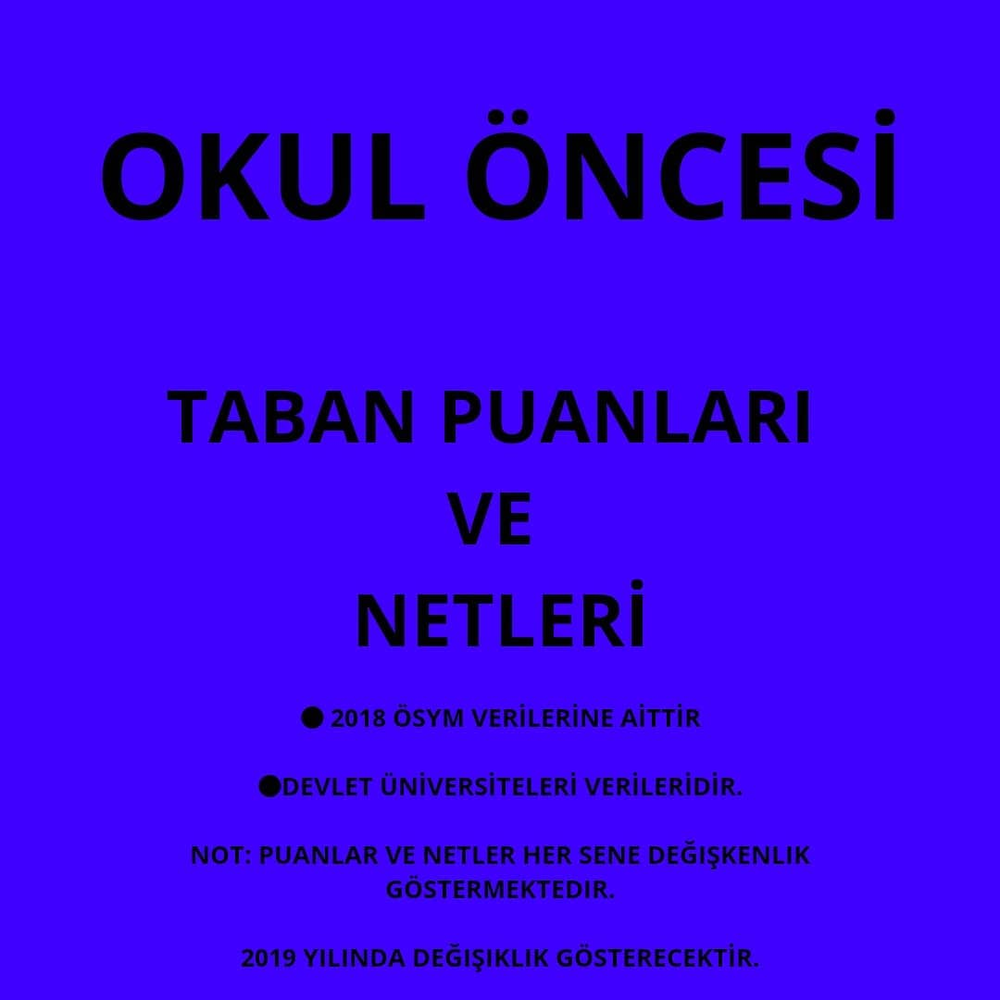 OKUL ÖNCESİ
TABAN PUANLARI
VE
NETLERİ
● 2018 ÖSYM VERİLERİNE AİTTİR
●DEVLET ÜNİVERSİTELERİ VERİLERİDİR.
NOT: PUANLAR VE NETLER HER SENE DEĞIŞKENLIK
GÖSTERMEKTEDIR.
2019 YILINDA DEĞIŞIKLIK GÖSTERECEKTİR.